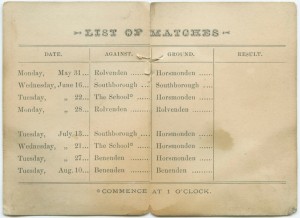 LIST OF MATCHES
DATE. AGAINST. GROUND. RESULT.
Monday, May 31... Rolvenden ...... Horsmonden ......
Wednesday, June 16... Southborough ... Southborough ...
Tuesday „ 22... The School* ... Horsmonden ......
Monday, „ 28... Rolvenden ...... Rolvenden ......
Tuesday, July, 13... Southborough ... Horsmonden ......
Wednesday, „ 21... The School* ... Horsmonden ......
Tuesday, „ 27... Benenden ...... Horsmonden ......
Tuesday, Aug. 10... Benenden ...... Benenden ......
*COMMENCE AT 1 O'CLOCK.